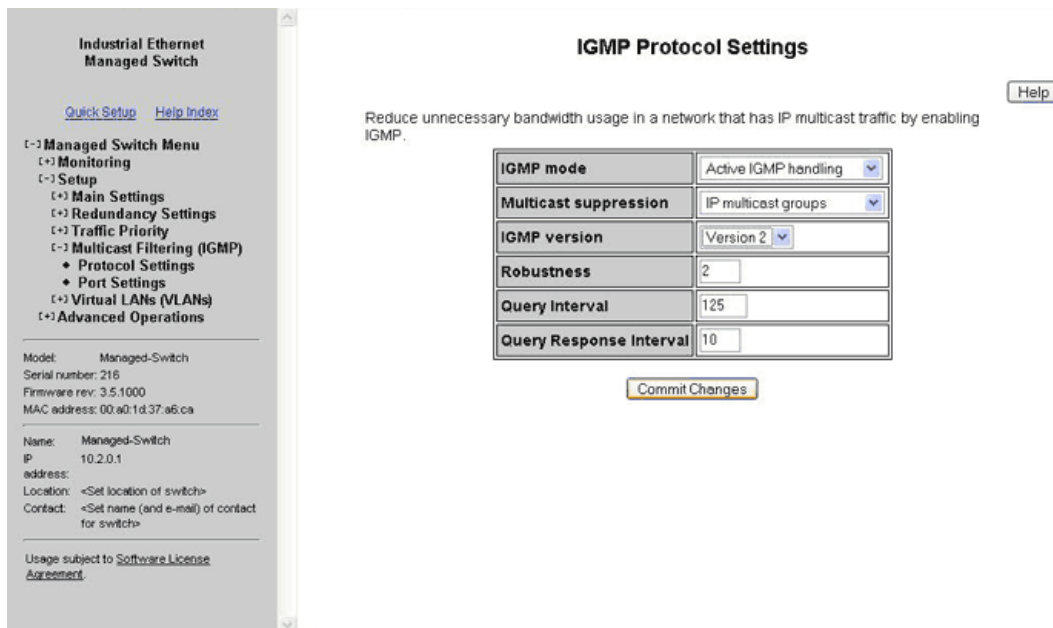 Industrial Ethernet
Managed Switch
Quick Setup Help Index
[-] Managed Switch Menu
[+] Monitoring
[-] Setup
[+] Main Settings
[+] Redundancy Settings
[+] Traffic Priority
[-] Multicast Filtering (IGMP)
◆ Protocol Settings
◆ Port Settings
[+] Virtual LANs (VLANs)
[+] Advanced Operations
Model: Managed-Switch
Serial number: 216
Firmware rev: 3.5.1000
MAC address: 00:a0:1d:37:a6:ca
Name: Managed-Switch
IP address: 10.2.0.1
Location: <Set location of switch>
Contact: <Set name (and e-mail) of contact
for switch>
Usage subject to Software License
Agreement.
IGMP Protocol Settings
Help
Reduce unnecessary bandwidth usage in a network that has IP multicast traffic by enabling
IGMP.
IGMP mode Active IGMP handling
Multicast suppression IP multicast groups
IGMP version Version 2
Robustness 2
Query Interval 125
Query Response Interval 10
Commit Changes